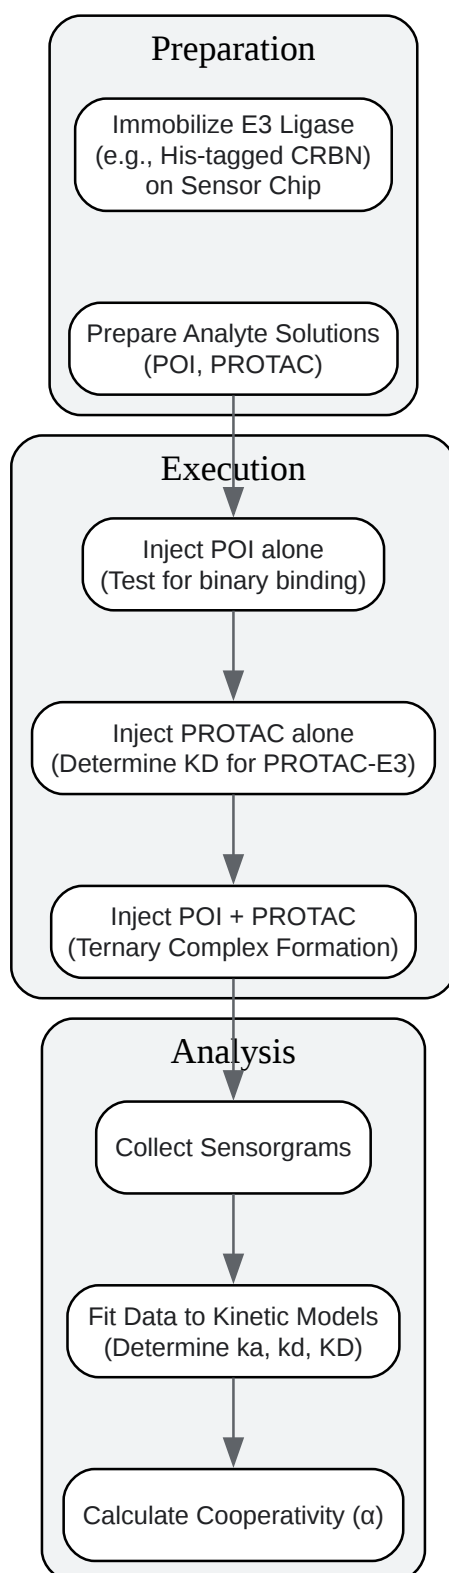 Preparation
Immobilize E3 Ligase
(e.g., His-tagged CRBN)
on Sensor Chip
Prepare Analyte Solutions
(POI, PROTAC)
Execution
Inject POI alone
(Test for binary binding)
Inject PROTAC alone
(Determine KD for PROTAC-E3)
Inject POI + PROTAC
(Ternary Complex Formation)
Analysis
Collect Sensorgrams
Fit Data to Kinetic Models
(Determine ka, kd, KD)
Calculate Cooperativity (α)